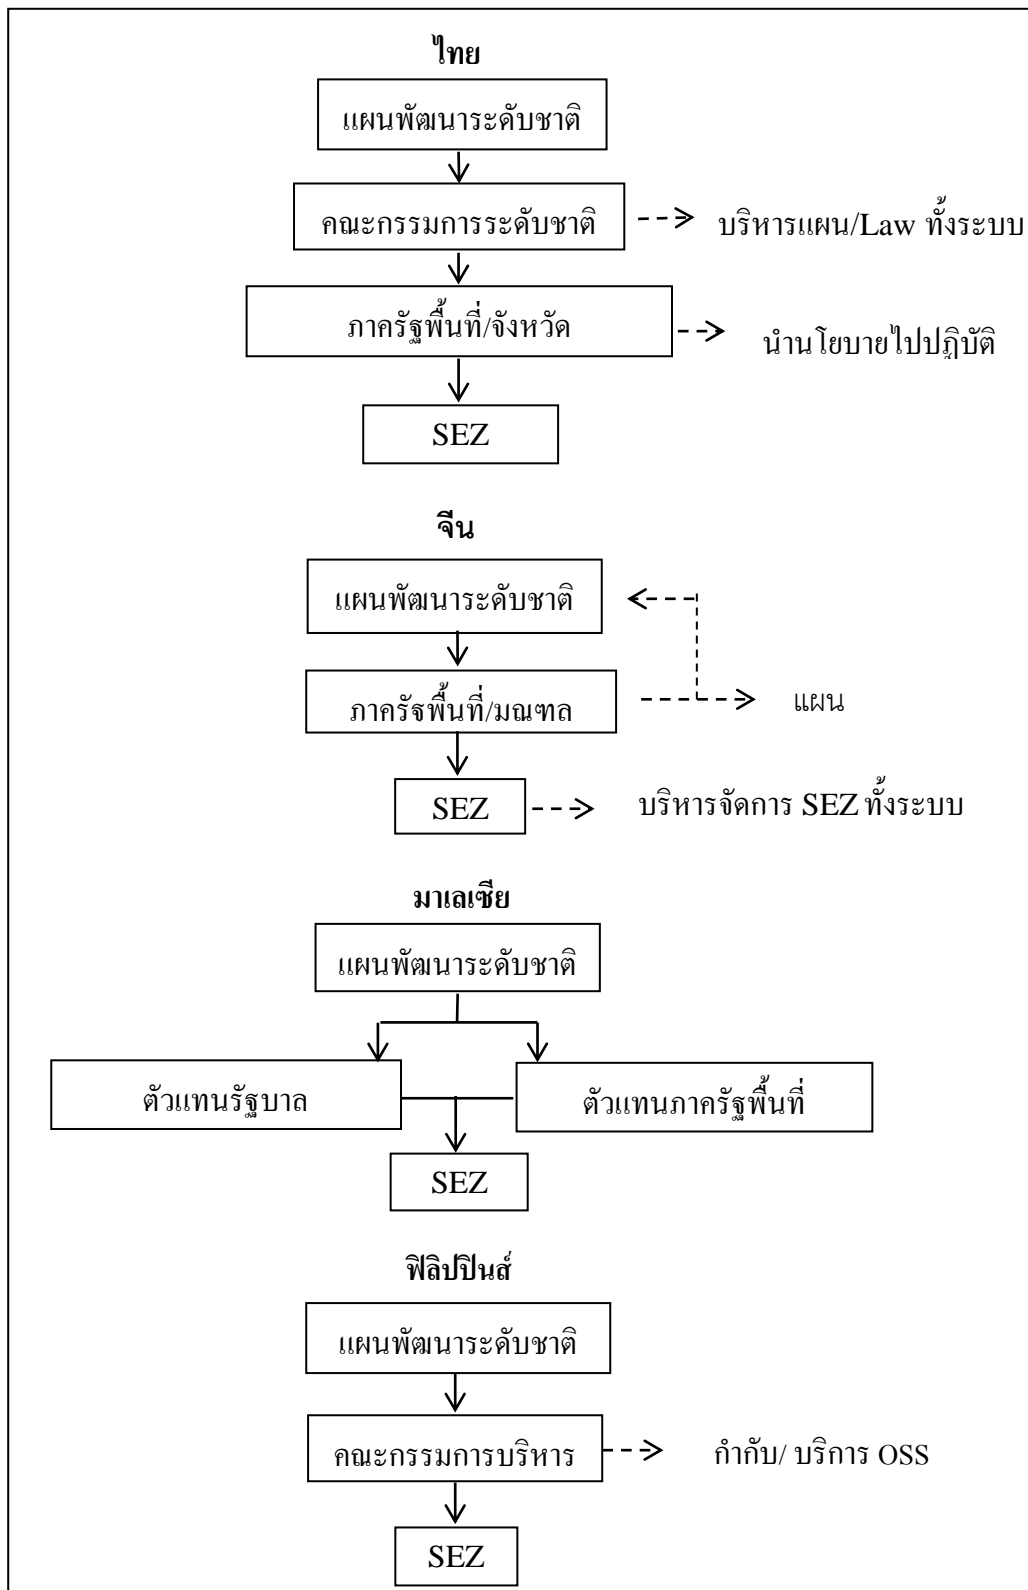 ไทย
แผนพัฒนาระดับชาติ
คณะกรรมการระดับชาติ
บริหารแผน/Law ทั้งระบบ
ภาครัฐพื้นที่/จังหวัด
นำนโยบายไปปฏิบัติ
SEZ
จีน
แผนพัฒนาระดับชาติ
ภาครัฐพื้นที่/มณฑล
แผน
SEZ
บริหารจัดการ SEZ ทั้งระบบ
มาเลเซีย
แผนพัฒนาระดับชาติ
ตัวแทนรัฐบาล
ตัวแทนภาครัฐพื้นที่
SEZ
ฟิลิปปินส์
แผนพัฒนาระดับชาติ
คณะกรรมการบริหาร
กำกับ/ บริการ OSS
SEZ